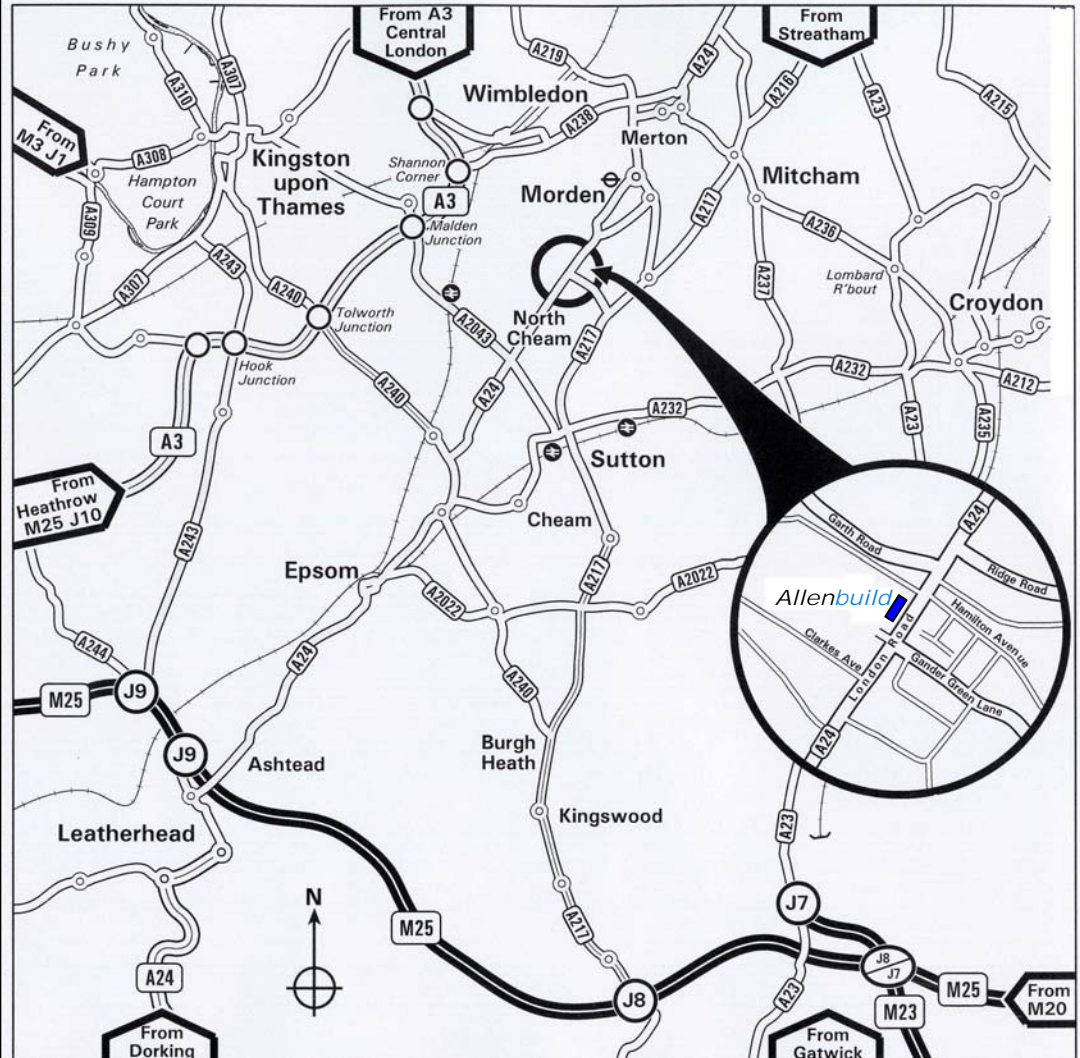 From A3
Central
London
From
Streatham
Bushy
Park
A307
A310
A219
A24
A216
A23
A215
Wimbledon
A238
Merton
From
M3 J1
A308
Kingston
upon
Thames
Shannon
Corner
A3
Hampton
Court
Park
Morden
Mitcham
A309
Malden
Junction
A217
A236
A243
A307
A240
A237
Lombard
R'bout
Croydon
Tolworth
Junction
A2043
North
Cheam
A217
Hook
Junction
A240
A24
A232
A212
A232
A23
A235
A3
Sutton
From
Heathrow
M25 J10
Cheam
A243
A24
Garth Road
Ridge Road
Epsom
A217
A2022
A2022
Allenbuild
Hamilton Avenue
Clarkes Ave
London Road
Gander Green Lane
A24
A244
A24
A240
M25
J9
J9
Ashtead
Burgh
Heath
Kingswood
A23
Leatherhead
N
M25
A217
J7
J8
J7
A24
J8
A23
M25
M23
From
M20
From
Dorking
From
Gatwick